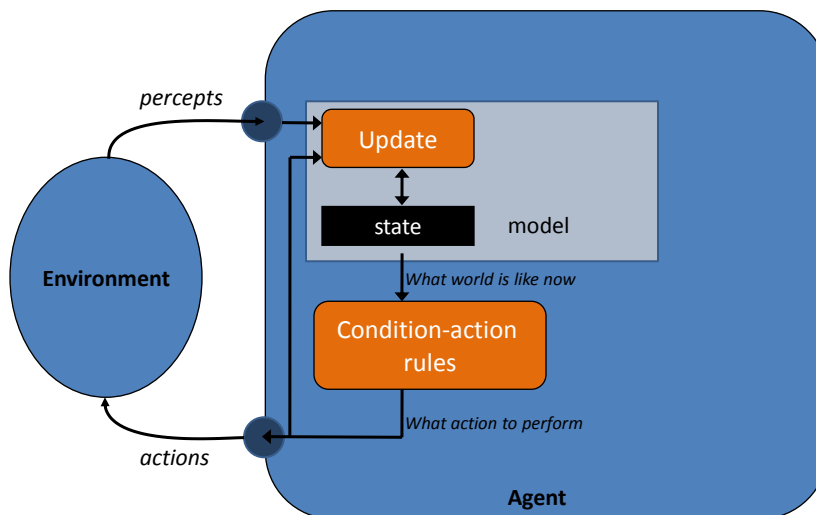 percepts
Update
state
model
Environment
What world is like now
Condition-action
rules
What action to perform
actions
Agent